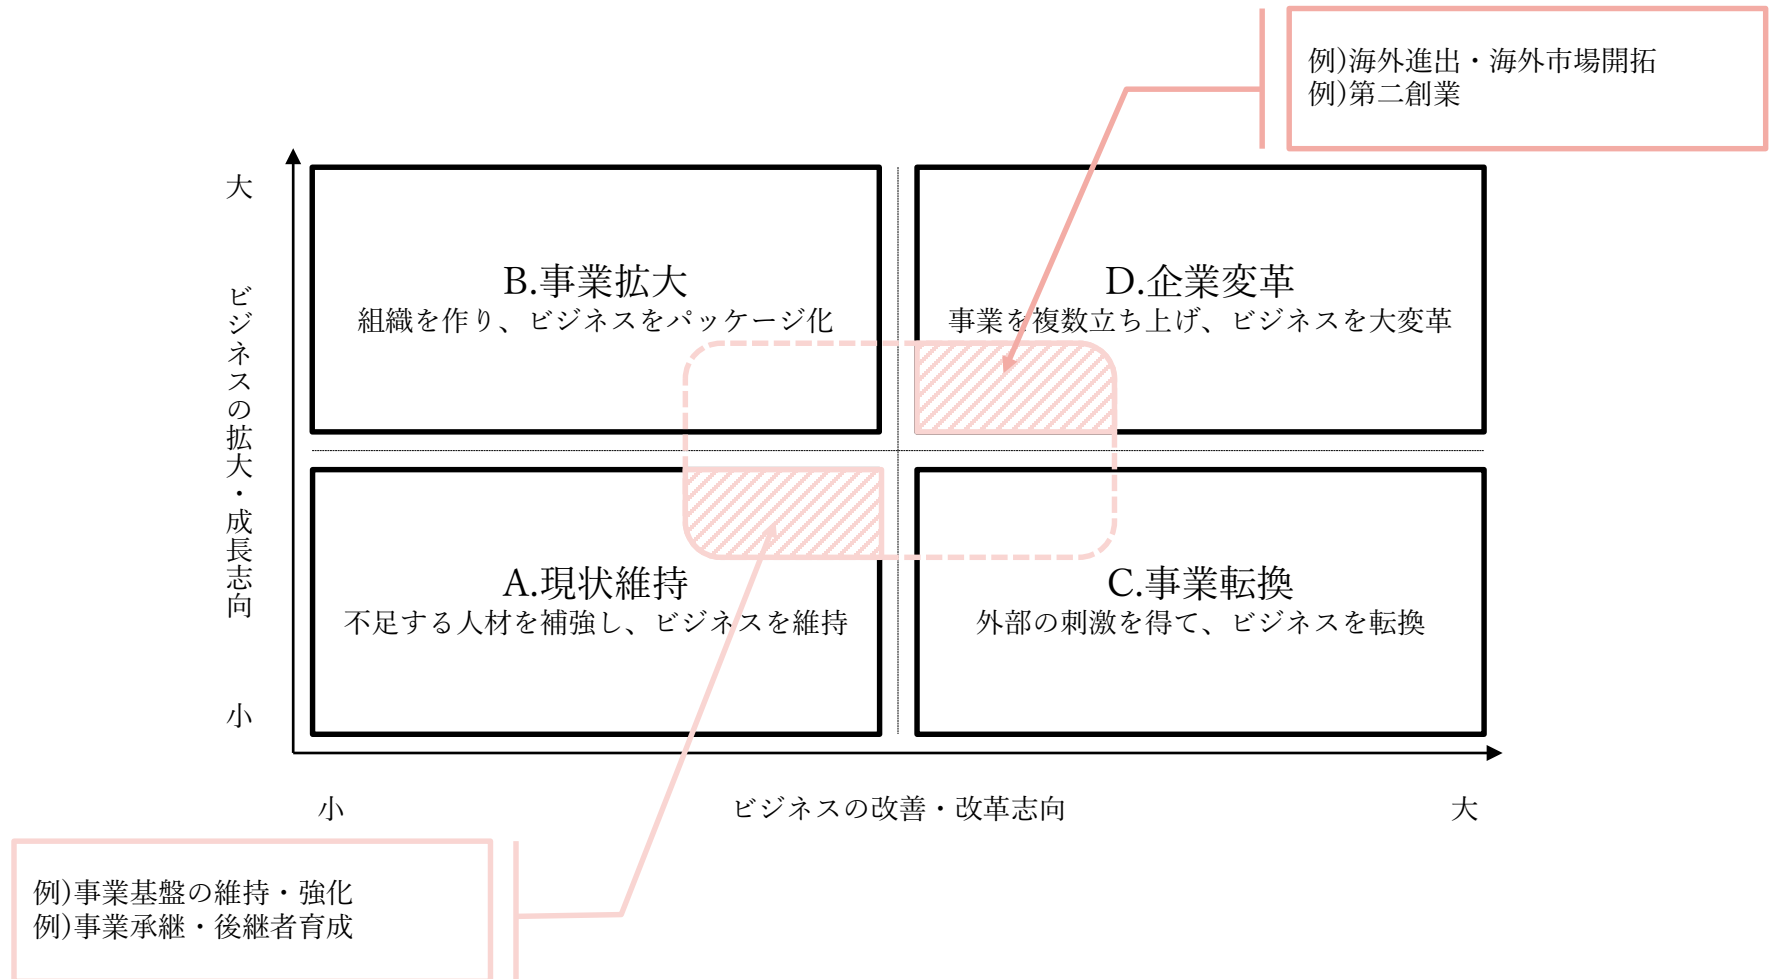 例)海外進出・海外市場開拓
例)第二創業
大
ビジネスの拡大・成長志向
小
B.事業拡大
組織を作り、ビジネスをパッケージ化
D.企業変革
事業を複数立ち上げ、ビジネスを大変革
A.現状維持
不足する人材を補強し、ビジネスを維持
C.事業転換
外部の刺激を得て、ビジネスを転換
小
ビジネスの改善・改革志向
大
例)事業基盤の維持・強化
例)事業承継・後継者育成